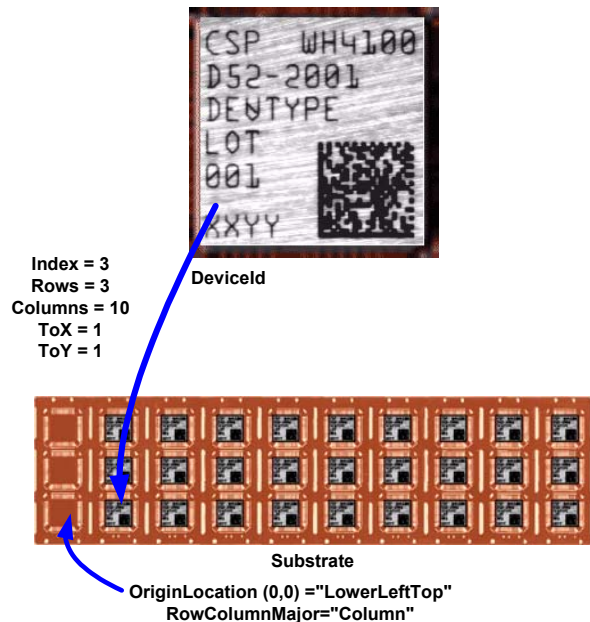 CSP WH4100
D52-2001
DEVTYPE
LOT
001
XXYY
DeviceId
Index = 3
Rows = 3
Columns = 10
ToX = 1
ToY = 1
Substrate
OriginLocation (0,0) ="LowerLeftTop"
RowColumnMajor="Column"